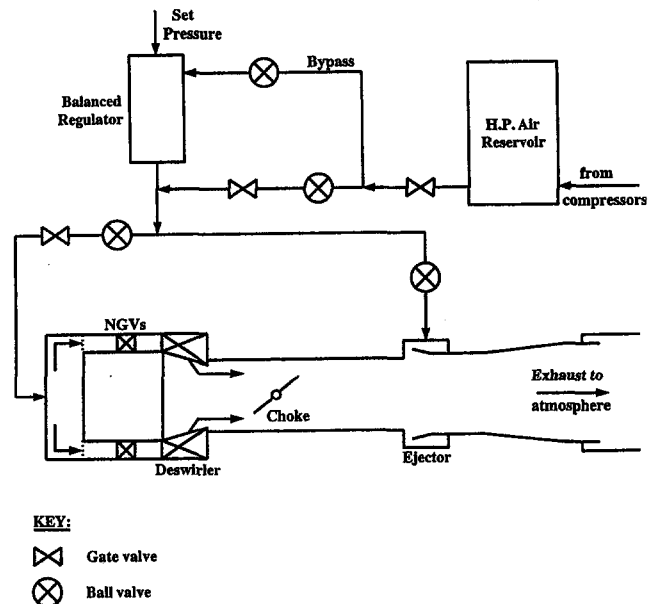 Set
Pressure
Balanced
Regulator
Bypass
H.P. Air
Reservoir
from
compressors
NGVs
Choke
Exhaust to
atmosphere
Deswirler
Ejector
KEY:
Gate valve
Ball valve